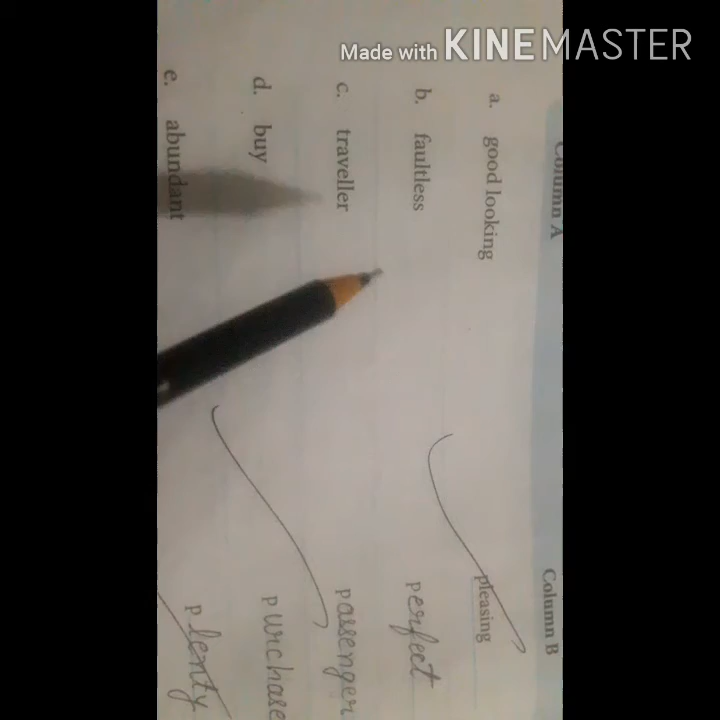 Made with KINEMASTER
Column A Column B
a. good looking pleasing
b. faultless perfect
c. traveller passenger
d. buy purchase
e. abundant plenty